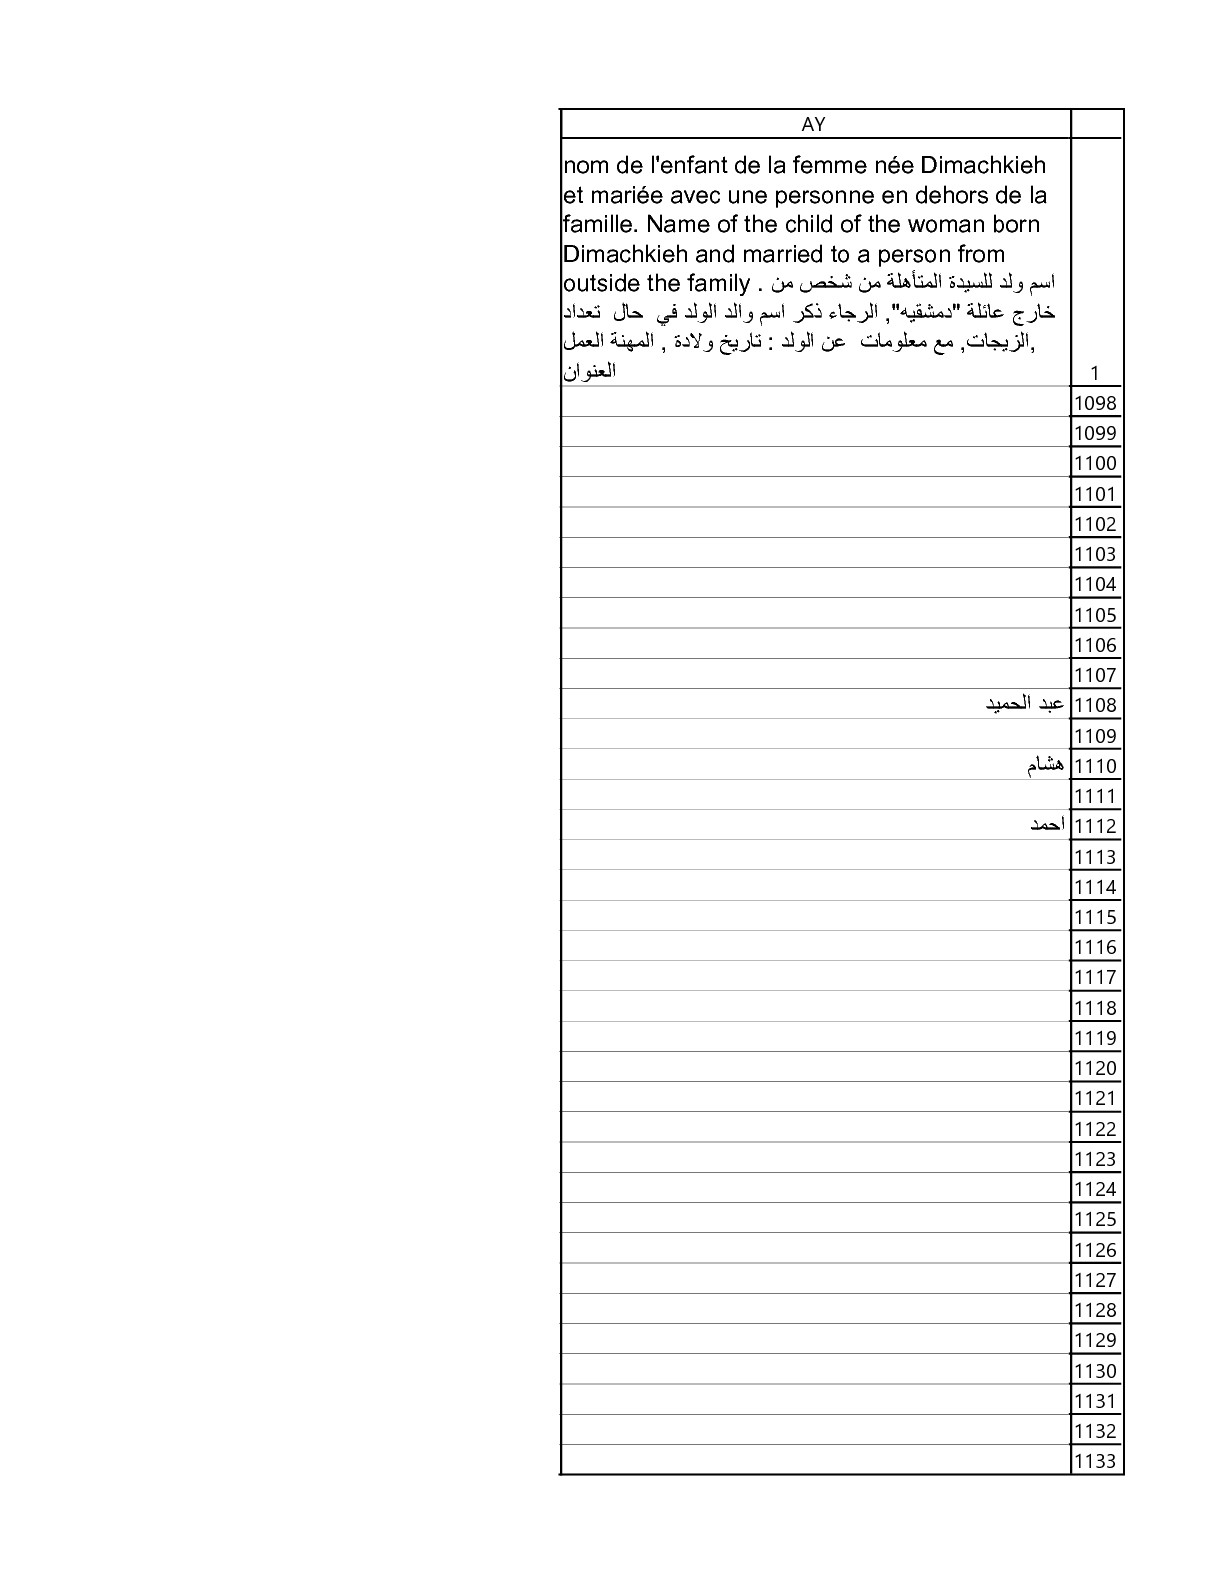 AY
nom de l'enfant de la femme née Dimachkieh
et mariée avec une personne en dehors de la
famille. Name of the child of the woman born
Dimachkieh and married to a person from
outside the family . اسم ولد للسيدة المتأهلة من شخص من
خارج عائلة "دمشقيه", الرجاء ذكر اسم والد الولد في حال تعداد
الزيجات, مع معلومات عن الولد : تاريخ ولادة , المهنة العمل,
العنوان 1
1098
1099
1100
1101
1102
1103
1104
1105
1106
1107
عبد الحميد 1108
1109
هشام 1110
1111
احمد 1112
1113
1114
1115
1116
1117
1118
1119
1120
1121
1122
1123
1124
1125
1126
1127
1128
1129
1130
1131
1132
1133